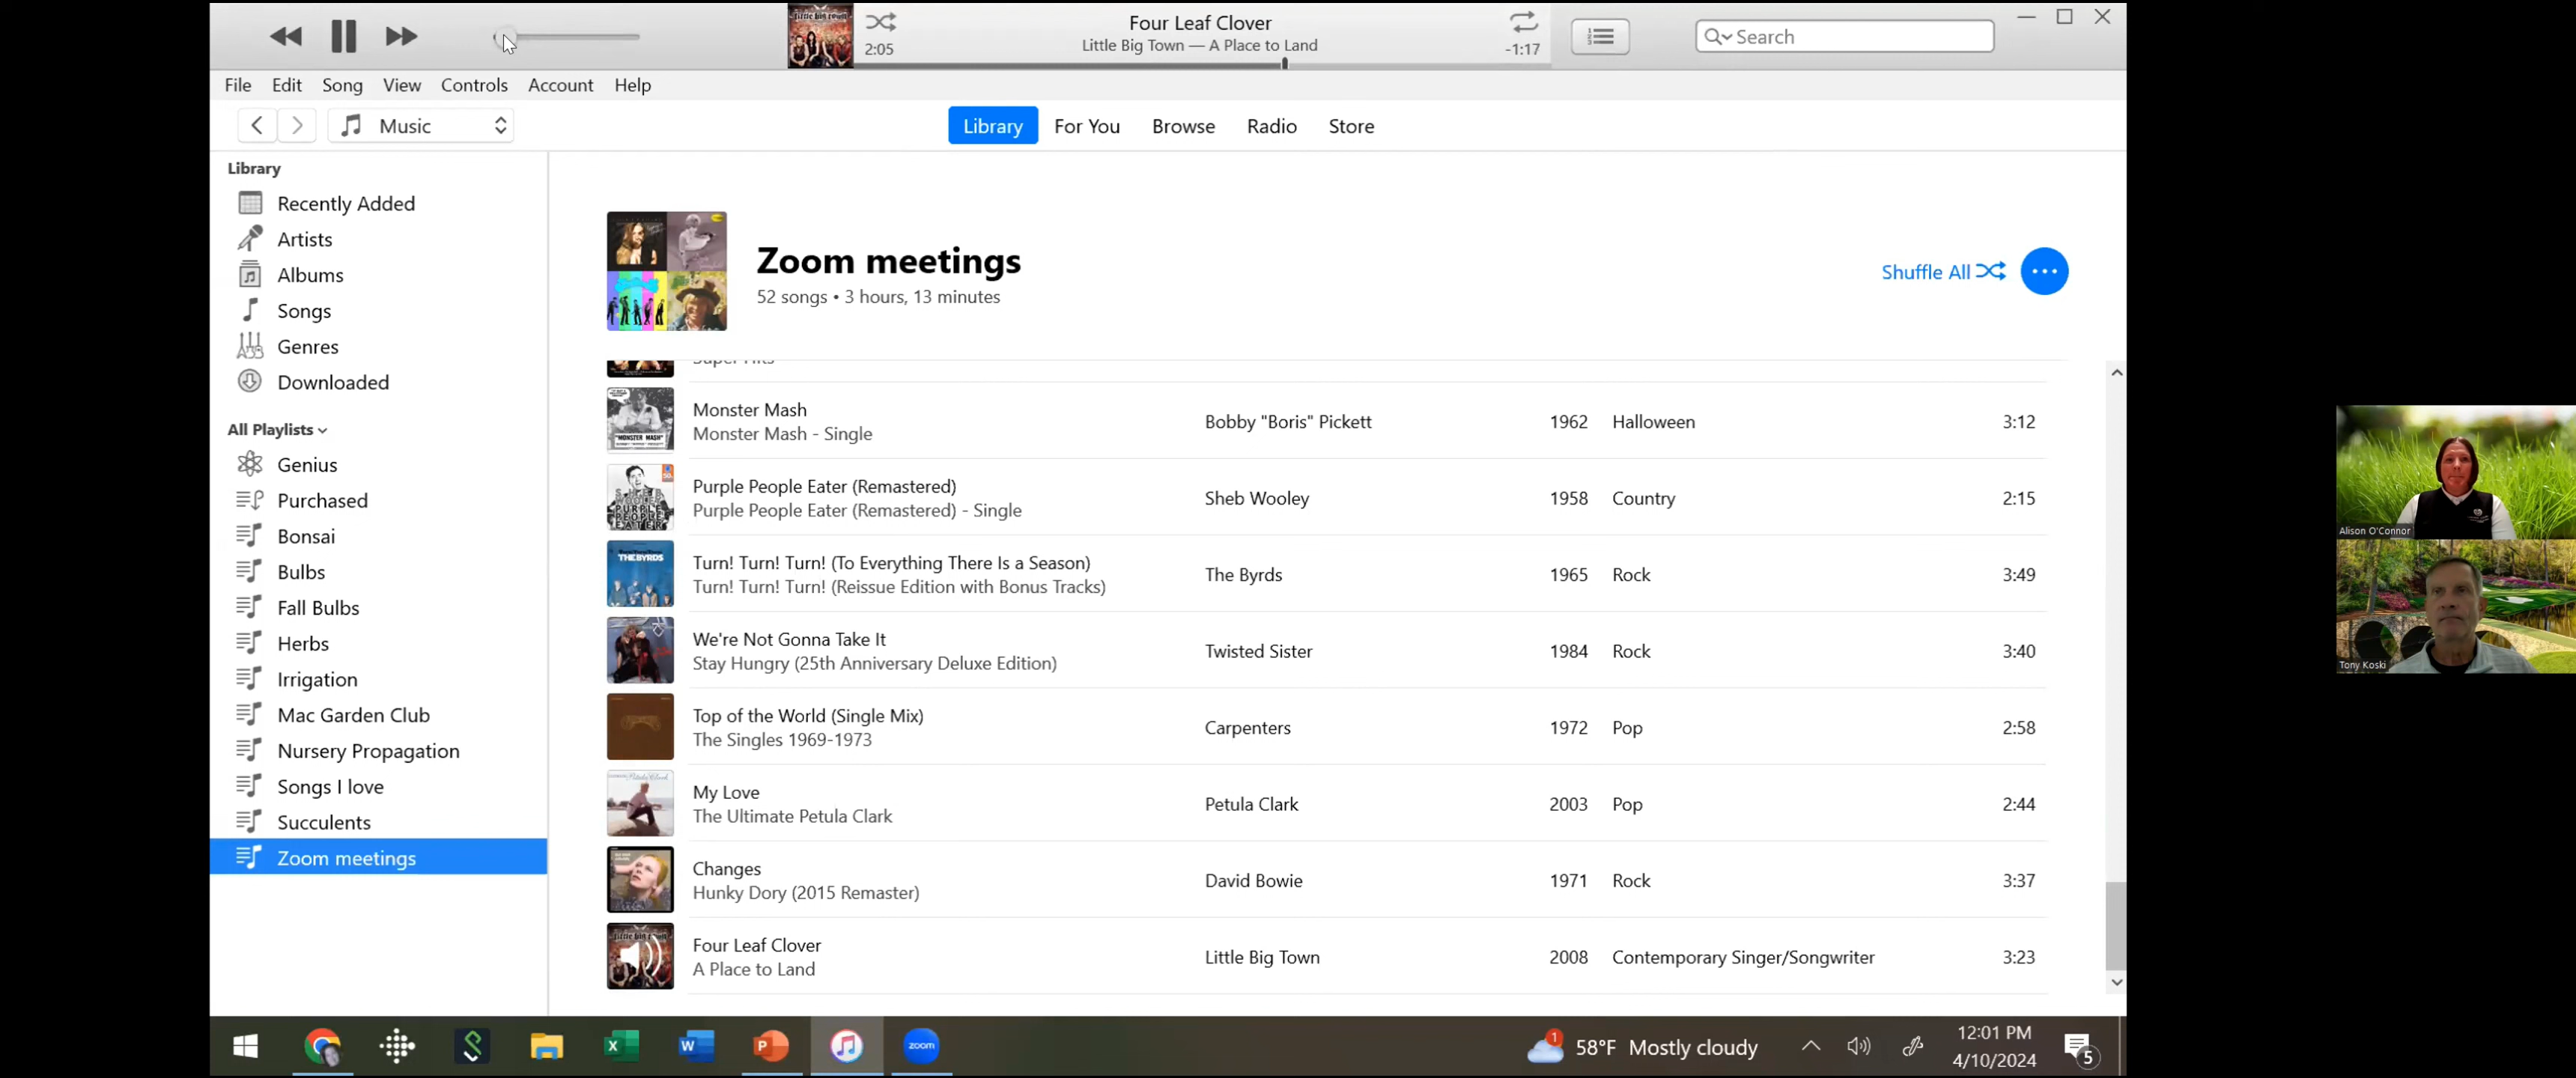 Four Leaf Clover
2:05
Little Big Town — A Place to Land
-1:17
Search
File Edit Song View Controls Account Help
Music
Library For You Browse Radio Store
Library
Recently Added
Artists
Albums
Songs
Genres
Downloaded
All Playlists
Genius
Purchased
Bonsai
Bulbs
Fall Bulbs
Herbs
Irrigation
Mac Garden Club
Nursery Propagation
Songs I love
Succulents
Zoom meetings
Zoom meetings
52 songs • 3 hours, 13 minutes
Shuffle All
Super Hits
Monster Mash
Monster Mash - Single
Bobby "Boris" Pickett 1962 Halloween 3:12
Purple People Eater (Remastered)
Purple People Eater (Remastered) - Single
Sheb Wooley 1958 Country 2:15
Turn! Turn! Turn! (To Everything There Is a Season)
Turn! Turn! Turn! (Reissue Edition with Bonus Tracks)
The Byrds 1965 Rock 3:49
We're Not Gonna Take It
Stay Hungry (25th Anniversary Deluxe Edition)
Twisted Sister 1984 Rock 3:40
Top of the World (Single Mix)
The Singles 1969-1973
Carpenters 1972 Pop 2:58
My Love
The Ultimate Petula Clark
Petula Clark 2003 Pop 2:44
Changes
Hunky Dory (2015 Remaster)
David Bowie 1971 Rock 3:37
Four Leaf Clover
A Place to Land
Little Big Town 2008 Contemporary Singer/Songwriter 3:23
Alison O'Connor
Tony Koski
zoom
1
58°F Mostly cloudy
12:01 PM
4/10/2024
5